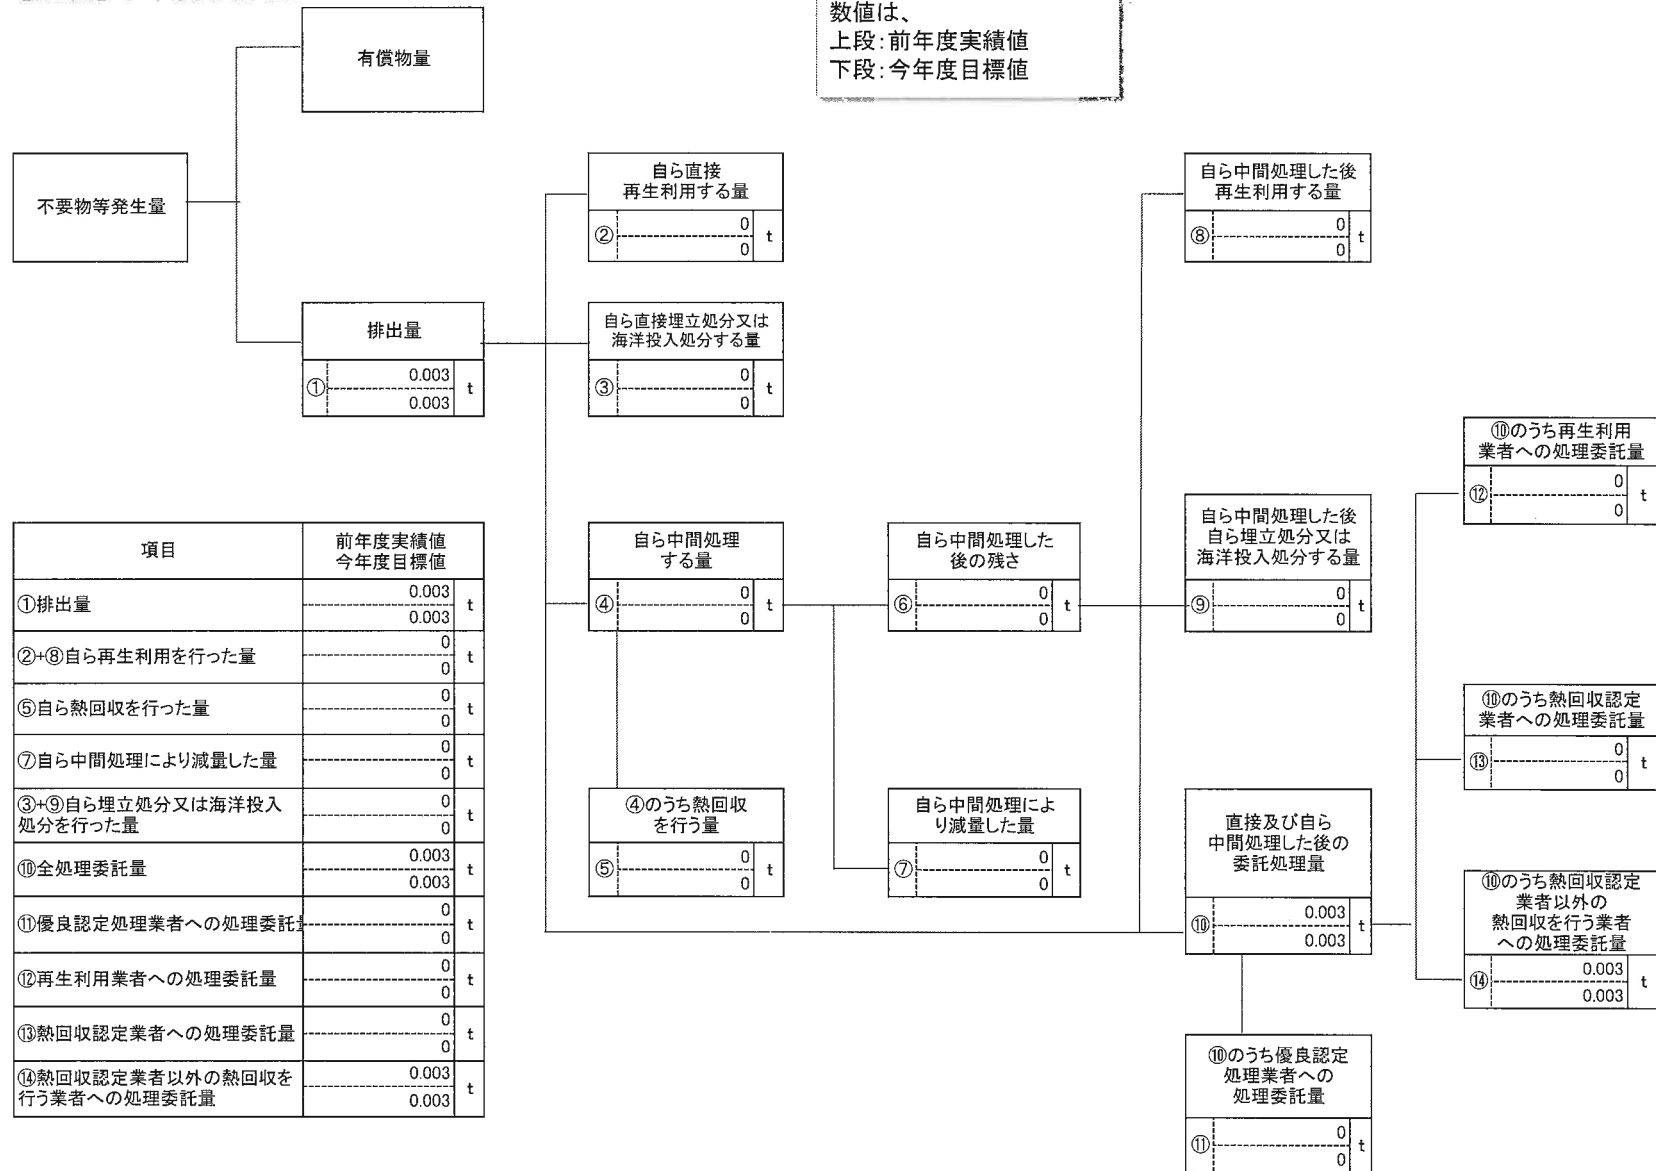 数値は、
上段:前年度実績値
下段:今年度目標値
有償物量
不要物等発生量
排出量
①
0.003
0.003
t
自ら直接
再生利用する量
②
0
0
t
自ら直接埋立処分又は
海洋投入処分する量
③
0
0
t
自ら中間処理した後
再生利用する量
⑧
0
0
t
⑩のうち再生利用
業者への処理委託量
⑫
0
0
t
自ら中間処理
する量
④
0
0
t
自ら中間処理した
後の残さ
⑥
0
0
t
自ら中間処理した後
自ら埋立処分又は
海洋投入処分する量
⑨
0
0
t
⑩のうち熱回収認定
業者への処理委託量
⑬
0
0
t
④のうち熱回収
を行う量
⑤
0
0
t
自ら中間処理によ
り減量した量
⑦
0
0
t
直接及び自ら
中間処理した後の
委託処理量
⑩
0.003
0.003
t
⑩のうち熱回収認定
業者以外の
熱回収を行う業者
への処理委託量
⑭
0.003
0.003
t
⑩のうち優良認定
処理業者への
処理委託量
⑪
0
0
t
項目
前年度実績値
今年度目標値
①排出量
0.003
0.003
t
②+⑧自ら再生利用を行った量
0
0
t
⑤自ら熱回収を行った量
0
0
t
⑦自ら中間処理により減量した量
0
0
t
③+⑨自ら埋立処分又は海洋投入
処分を行った量
0
0
t
⑩全処理委託量
0.003
0.003
t
⑪優良認定処理業者への処理委託
0
0
t
⑫再生利用業者への処理委託量
0
0
t
⑬熱回収認定業者への処理委託量
0
0
t
⑭熱回収認定業者以外の熱回収を
行う業者への処理委託量
0.003
0.003
t